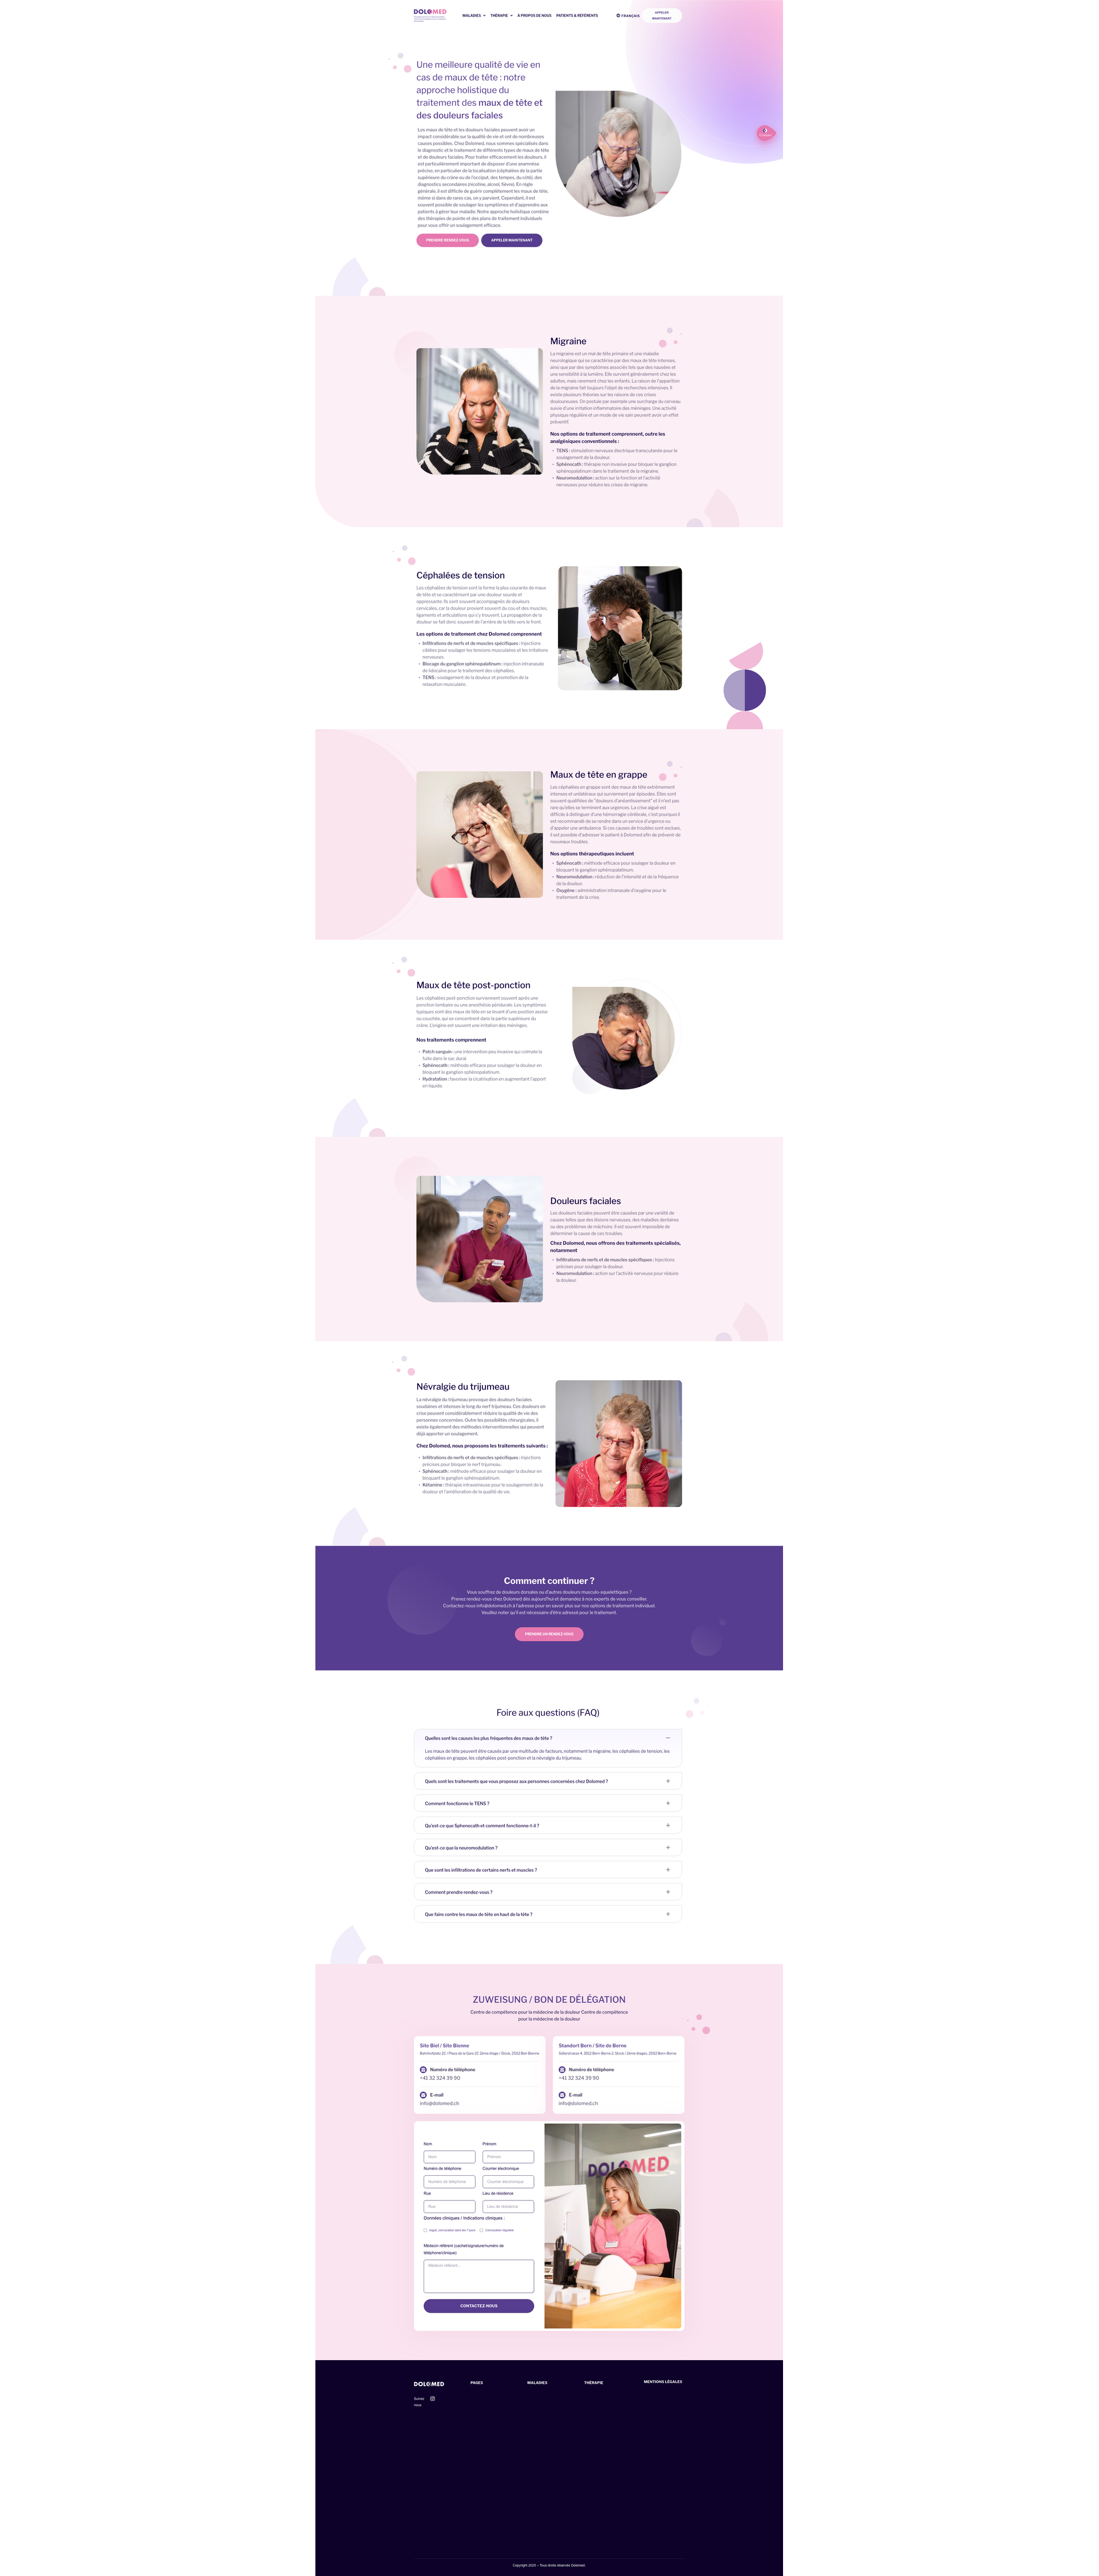 DOLOMED
MALADIES
THÉRAPIE
À PROPOS DE NOUS
PATIENTS & RÉFÉRENTS
FRANÇAIS
APPELER
MAINTENANT
Une meilleure qualité de vie en
cas de maux de tête : notre
approche holistique du
traitement des maux de tête et
des douleurs faciales
Les maux de tête et les douleurs faciales peuvent avoir un
impact considérable sur la qualité de vie et ont de nombreuses
causes possibles. Chez Dolomed, nous sommes spécialisés dans
le diagnostic et le traitement de différents types de maux de tête
et de douleurs faciales. Pour traiter efficacement les douleurs, il
est particulièrement important de disposer d'une anamnèse
précise, en particulier de la localisation (céphalées de la partie
supérieure du crâne ou de l'occiput, des tempes, du côté), des
diagnostics secondaires (nicotine, alcool, fièvre). En règle
générale, il est difficile de guérir complètement les maux de tête,
même si dans de rares cas, on y parvient. Cependant, il est
souvent possible de soulager les symptômes et d'apprendre aux
patients à gérer leur maladie. Notre approche holistique combine
des thérapies de pointe et des plans de traitement individuels
pour vous offrir un soulagement efficace.
PRENDRE RENDEZ-VOUS
APPELER MAINTENANT
Migraine
La migraine est un mal de tête primaire et une maladie
neurologique qui se caractérise par des maux de tête intenses,
ainsi que par des symptômes associés tels que des nausées et
une sensibilité à la lumière. Elle survient généralement chez les
adultes, mais rarement chez les enfants. La raison de l'apparition
de la migraine fait toujours l'objet de recherches intensives. Il
existe plusieurs théories sur les raisons de ces crises
douloureuses. On postule par exemple une surcharge du cerveau
suivie d'une irritation inflammatoire des méninges. Une activité
physique régulière et un mode de vie sain peuvent avoir un effet
préventif.
Nos options de traitement comprennent, outre les
analgésiques conventionnels :
TENS : stimulation nerveuse électrique transcutanée pour le
soulagement de la douleur.
Sphénocath : thérapie non invasive pour bloquer le ganglion
sphénopalatinum dans le traitement de la migraine.
Neuromodulation : action sur la fonction et l'activité
nerveuses pour réduire les crises de migraine.
Céphalées de tension
Les céphalées de tension sont la forme la plus courante de maux
de tête et se caractérisent par une douleur sourde et
oppressante. Ils sont souvent accompagnés de douleurs
cervicales, car la douleur provient souvent du cou et des muscles,
ligaments et articulations qui s'y trouvent. La propagation de la
douleur se fait donc souvent de l'arrière de la tête vers le front.
Les options de traitement chez Dolomed comprennent
Infiltrations de nerfs et de muscles spécifiques : Injections
ciblées pour soulager les tensions musculaires et les irritations
nerveuses.
Blocage du ganglion sphénopalatinum : injection intranasale
de lidocaïne pour le traitement des céphalées.
TENS : soulagement de la douleur et promotion de la
relaxation musculaire.
Maux de tête en grappe
Les céphalées en grappe sont des maux de tête extrêmement
intenses et unilatéraux qui surviennent par épisodes. Elles sont
souvent qualifiées de "douleurs d'anéantissement" et il n'est pas
rare qu'elles se terminent aux urgences. La crise aiguë est
difficile à distinguer d'une hémorragie cérébrale, c'est pourquoi il
est recommandé de se rendre dans un service d'urgence ou
d'appeler une ambulance. Si ces causes de troubles sont exclues,
il est possible d'adresser le patient à Dolomed afin de prévenir de
nouveaux troubles.
Nos options thérapeutiques incluent
Sphénocath : méthode efficace pour soulager la douleur en
bloquant le ganglion sphénopalatinum.
Neuromodulation : réduction de l'intensité et de la fréquence
de la douleur.
Oxygène : administration intranasale d'oxygène pour le
traitement de la crise.
Maux de tête post-ponction
Les céphalées post-ponction surviennent souvent après une
ponction lombaire ou une anesthésie péridurale. Les symptômes
typiques sont des maux de tête en se levant d'une position assise
ou couchée, qui se concentrent dans la partie supérieure du
crâne. L'origine est souvent une irritation des méninges.
Nos traitements comprennent
Patch sanguin : une intervention peu invasive qui colmate la
fuite dans le sac dural.
Sphénocath : méthode efficace pour soulager la douleur en
bloquant le ganglion sphénopalatinum.
Hydratation : favoriser la cicatrisation en augmentant l'apport
en liquide.
Douleurs faciales
Les douleurs faciales peuvent être causées par une variété de
causes telles que des lésions nerveuses, des maladies dentaires
ou des problèmes de mâchoire. Il est souvent impossible de
déterminer la cause de ces troubles.
Chez Dolomed, nous offrons des traitements spécialisés,
notamment
Infiltrations de nerfs et de muscles spécifiques : Injections
précises pour soulager la douleur.
Neuromodulation : action sur l'activité nerveuse pour réduire
la douleur.
Névralgie du trijumeau
La névralgie du trijumeau provoque des douleurs faciales
soudaines et intenses le long du nerf trijumeau. Ces douleurs en
crise peuvent considérablement réduire la qualité de vie des
personnes concernées. Outre les possibilités chirurgicales, il
existe également des méthodes interventionnelles qui peuvent
déjà apporter un soulagement.
Chez Dolomed, nous proposons les traitements suivants :
Infiltrations de nerfs et de muscles spécifiques : Injections
précises pour bloquer le nerf trijumeau.
Sphénocath : méthode efficace pour soulager la douleur en
bloquant le ganglion sphénopalatinum.
Kétamine : thérapie intraveineuse pour le soulagement de la
douleur et l'amélioration de la qualité de vie.
Comment continuer ?
Vous souffrez de douleurs dorsales ou d'autres douleurs musculo-squelettiques ?
Prenez rendez-vous chez Dolomed dès aujourd'hui et demandez à nos experts de vous conseiller.
Contactez-nous info@dolomed.ch à l'adresse pour en savoir plus sur nos options de traitement individuel.
Veuillez noter qu'il est nécessaire d'être adressé pour le traitement.
PRENDRE UN RENDEZ-VOUS
Foire aux questions (FAQ)
Quelles sont les causes les plus fréquentes des maux de tête ?
Les maux de tête peuvent être causés par une multitude de facteurs, notamment la migraine, les céphalées de tension, les
céphalées en grappe, les céphalées post-ponction et la névralgie du trijumeau.
Quels sont les traitements que vous proposez aux personnes concernées chez Dolomed ?
Comment fonctionne le TENS ?
Qu'est-ce que Sphenocath et comment fonctionne-t-il ?
Qu'est-ce que la neuromodulation ?
Que sont les infiltrations de certains nerfs et muscles ?
Comment prendre rendez-vous ?
Que faire contre les maux de tête en haut de la tête ?
ZUWEISUNG / BON DE DÉLÉGATION
Centre de compétence pour la médecine de la douleur Centre de compétence
pour la médecine de la douleur
Site Biel / Site Bienne
Standort Bern / Site de Berne
Numéro de téléphone
+41 32 324 39 90
E-mail
info@dolomed.ch
Numéro de téléphone
+41 32 324 39 90
E-mail
info@dolomed.ch
Nom
Prénom
Nom
Prénom
Numéro de téléphone
Courrier électronique
Numéro de téléphone
Courrier électronique
Rue
Lieu de résidence
Rue
Lieu de résidence
Données cliniques / Indications cliniques :
Médecin référent (cachet/signature/numéro de
téléphone/clinique)
Médecin référent..
CONTACTEZ-NOUS
DOLOMED
DOLOMED
Suivez
nous
PAGES
MALADIES
THÉRAPIE
MENTIONS LÉGALES